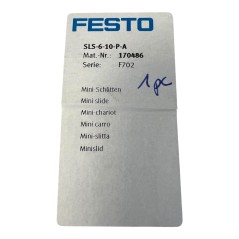 FESTO
SLS-6-10-P-A
Mat.-Nr.: 170486
Serie: F702
1 pc
Mini-Schlitten
Mini slide
Mini-chariot
Mini carro
Mini-slitta
Minislid